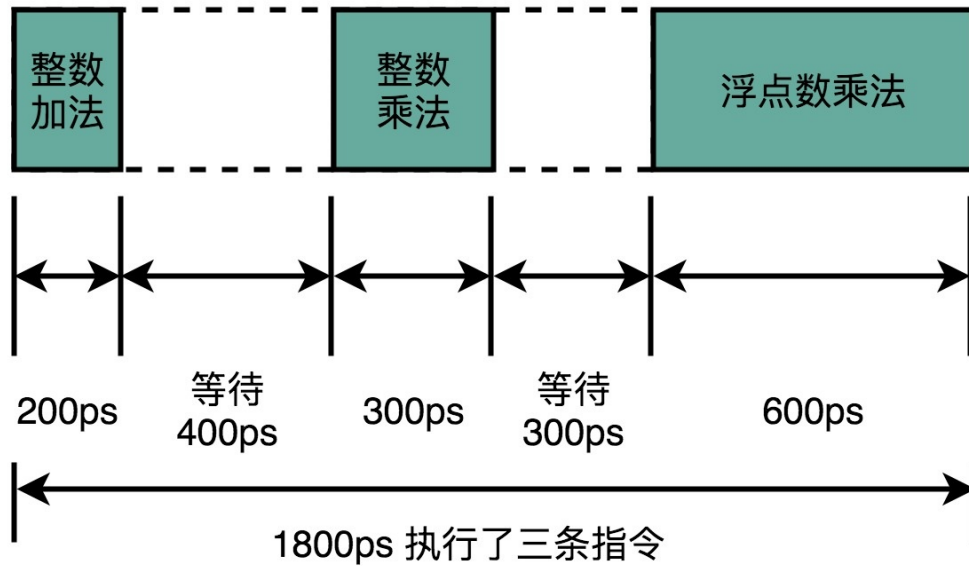 整数
加法
整数
乘法
浮点数乘法
200ps
等待
400ps
300ps
等待
300ps
600ps
1800ps 执行了三条指令